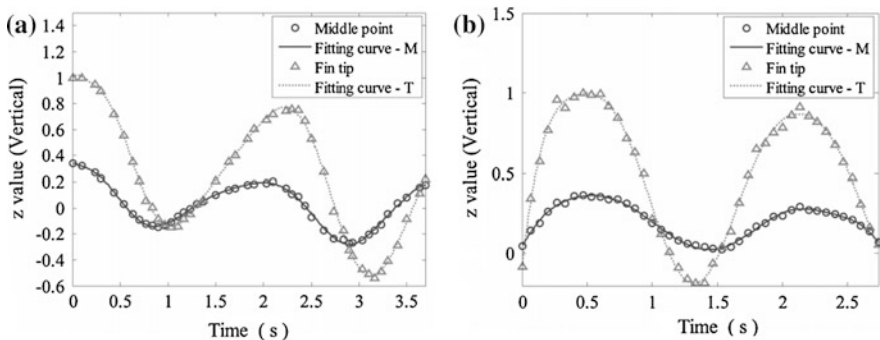 (a)
1.4
1.2
1
0.8
0.6
0.4
0.2
0
-0.2
-0.4
-0.6
z value (Vertical)
Middle point
Fitting curve - M
Fin tip
Fitting curve - T
0 0.5 1 1.5 2 2.5 3 3.5
Time ( s )
(b)
1.5
1
0.5
0
z value (Vertical)
Middle point
Fitting curve - M
Fin tip
Fitting curve - T
0 0.5 1 1.5 2 2.5
Time ( s )